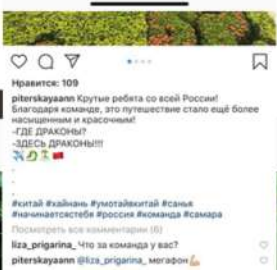 Нравится: 109
piterskayaann Крутые ребята со всей России!
Благодаря команде, это путешествие стало ещё более
насыщенным и красочным!
-ГДЕ ДРАКОНЫ?
-ЗДЕСЬ ДРАКОНЫ!!!
.
.
.
#китай #хайнань #умотайвкитай #санья
#начинаетсястебя #россия #команда #самара
Посмотреть все комментарии (6)
liza_prigarina_ Что за команда у вас?
piterskayaann @liza_prigarina_ мегафон💪